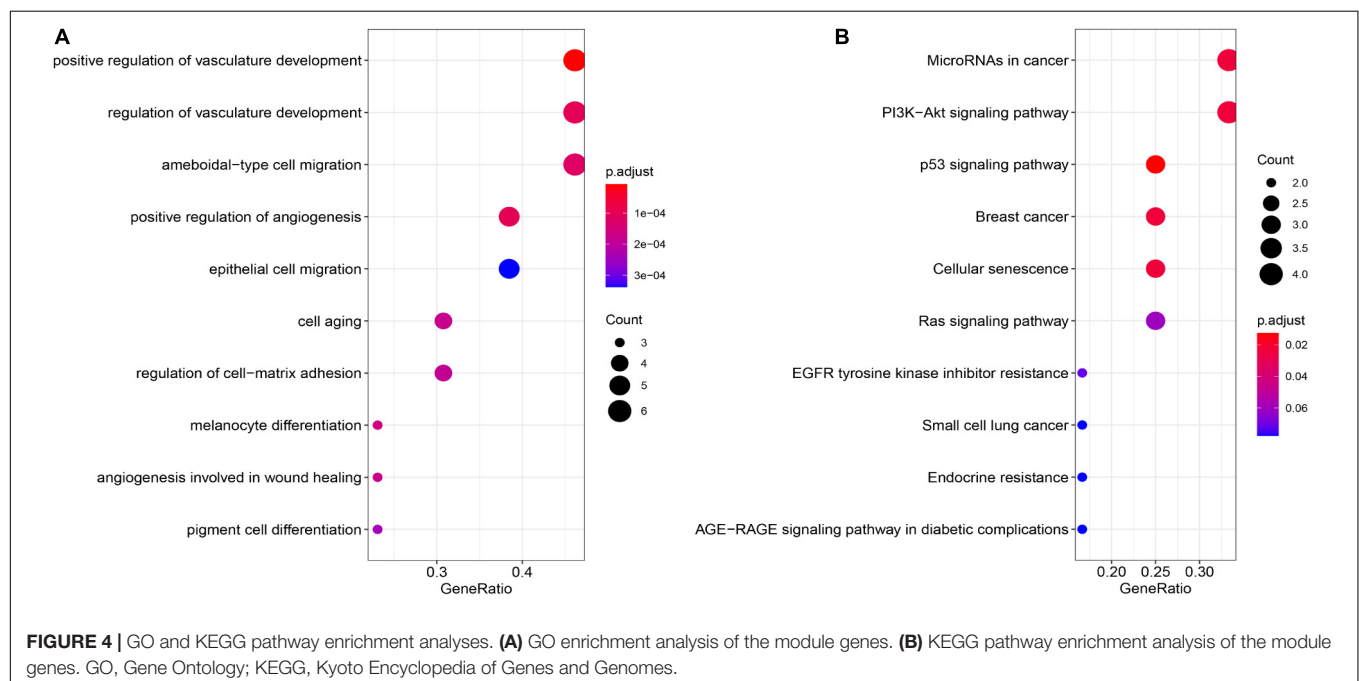 A
positive regulation of vasculature development
regulation of vasculature development
ameboidal−type cell migration
positive regulation of angiogenesis
epithelial cell migration
cell aging
regulation of cell−matrix adhesion
melanocyte differentiation
angiogenesis involved in wound healing
pigment cell differentiation
0.3 0.4
GeneRatio
p.adjust
1e−04
2e−04
3e−04
Count
3
4
5
6
B
MicroRNAs in cancer
PI3K−Akt signaling pathway
p53 signaling pathway
Breast cancer
Cellular senescence
Ras signaling pathway
EGFR tyrosine kinase inhibitor resistance
Small cell lung cancer
Endocrine resistance
AGE−RAGE signaling pathway in diabetic complications
0.20 0.25 0.30
GeneRatio
Count
2.0
2.5
3.0
3.5
4.0
p.adjust
0.02
0.04
0.06
FIGURE 4 | GO and KEGG pathway enrichment analyses. (A) GO enrichment analysis of the module genes. (B) KEGG pathway enrichment analysis of the module
genes. GO, Gene Ontology; KEGG, Kyoto Encyclopedia of Genes and Genomes.